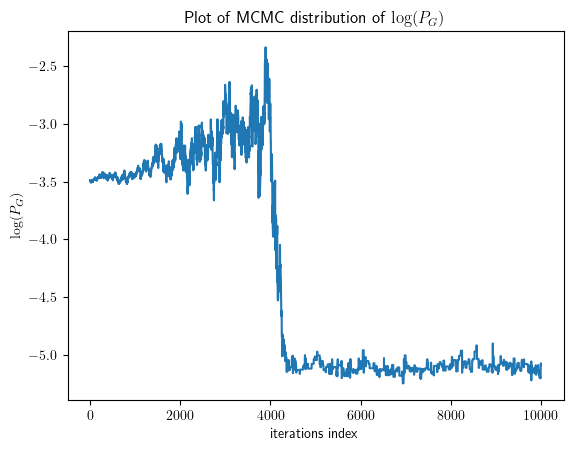 Plot of MCMC distribution of log(P_G)
log(P_G)
−2.5
−3.0
−3.5
−4.0
−4.5
−5.0
0 2000 4000 6000 8000 10000
iterations index